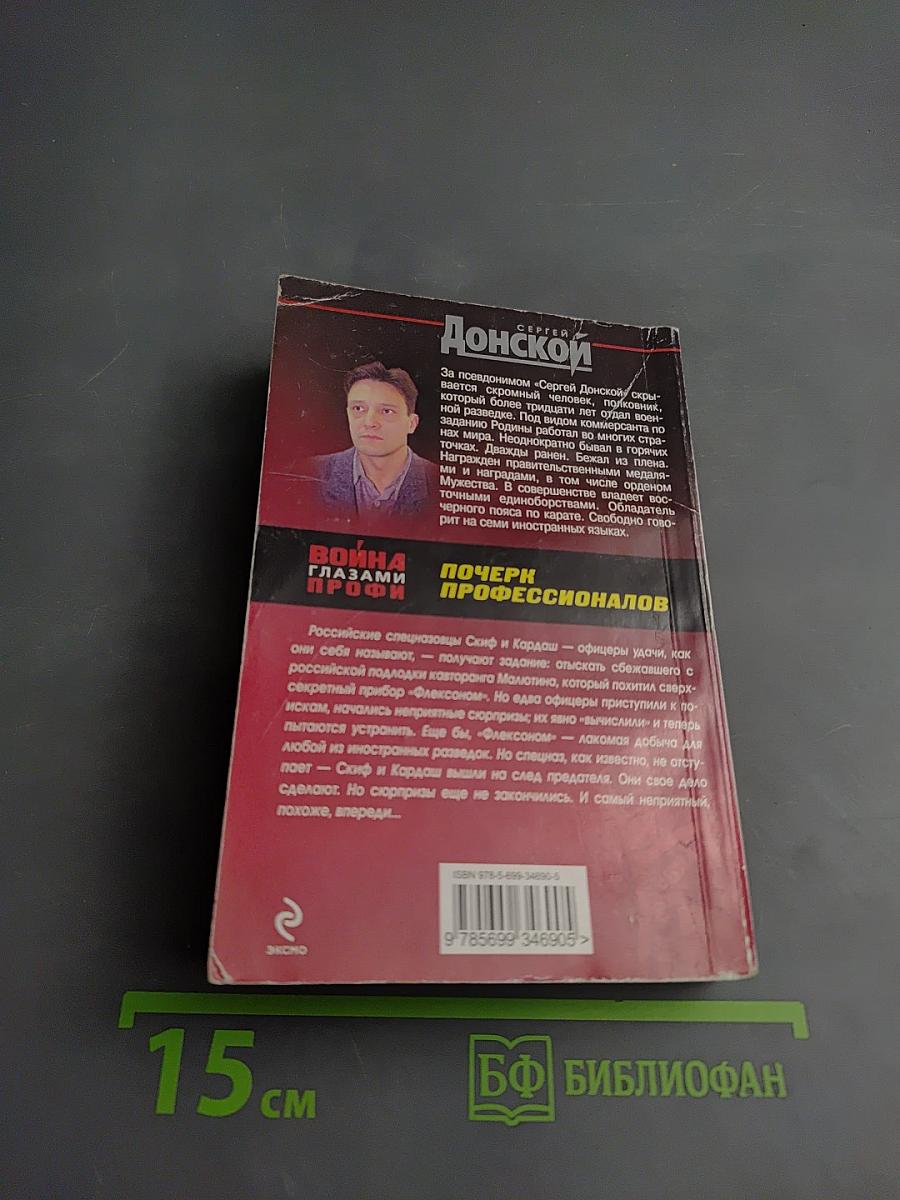 СЕРГЕЙ
ДОНСКОЙ
За псевдонимом «Сергей Донской» скры-
вается скромный человек, полковник,
который более тридцати лет отдал воен-
ной разведке. Под видом коммерсанта по
заданию Родины работал во многих стра-
нах мира. Неоднократно бывал в горячих
точках. Дважды ранен. Бежал из плена.
Награжден правительственными медаля-
ми и наградами, в том числе орденом
Мужества. В совершенстве владеет вос-
точными единоборствами. Обладатель
черного пояса по карате. Свободно гово-
рит на семи иностранных языках.
ВОЙНА
ГЛАЗАМИ
ПРОФИ
ПОЧЕРК
ПРОФЕССИОНАЛОВ
Российские спецназовцы Скиф и Кардаш — офицеры удачи, как
они себя называют, — получают задание: отыскать сбежавшего с
российской подлодки кавторанга Малютина, который похитил сверх-
секретный прибор «Флексоном». Но едва офицеры приступили к по-
искам, начались неприятные сюрпризы; их явно «вычислили» и теперь
пытаются устранить. Еще бы, «Флексоном» — лакомая добыча для
любой из иностранных разведок. Но спецназ, как известно, не отсту-
пает — Скиф и Кардаш вышли на след предателя. Они свое дело
сделают. Но сюрпризы еще не закончились. И самый неприятный,
похоже, впереди...
ISBN 978-5-699-34690-5
9 785699 346905 >
ЭКСМО
15 см
БФ БИБЛИОФАН